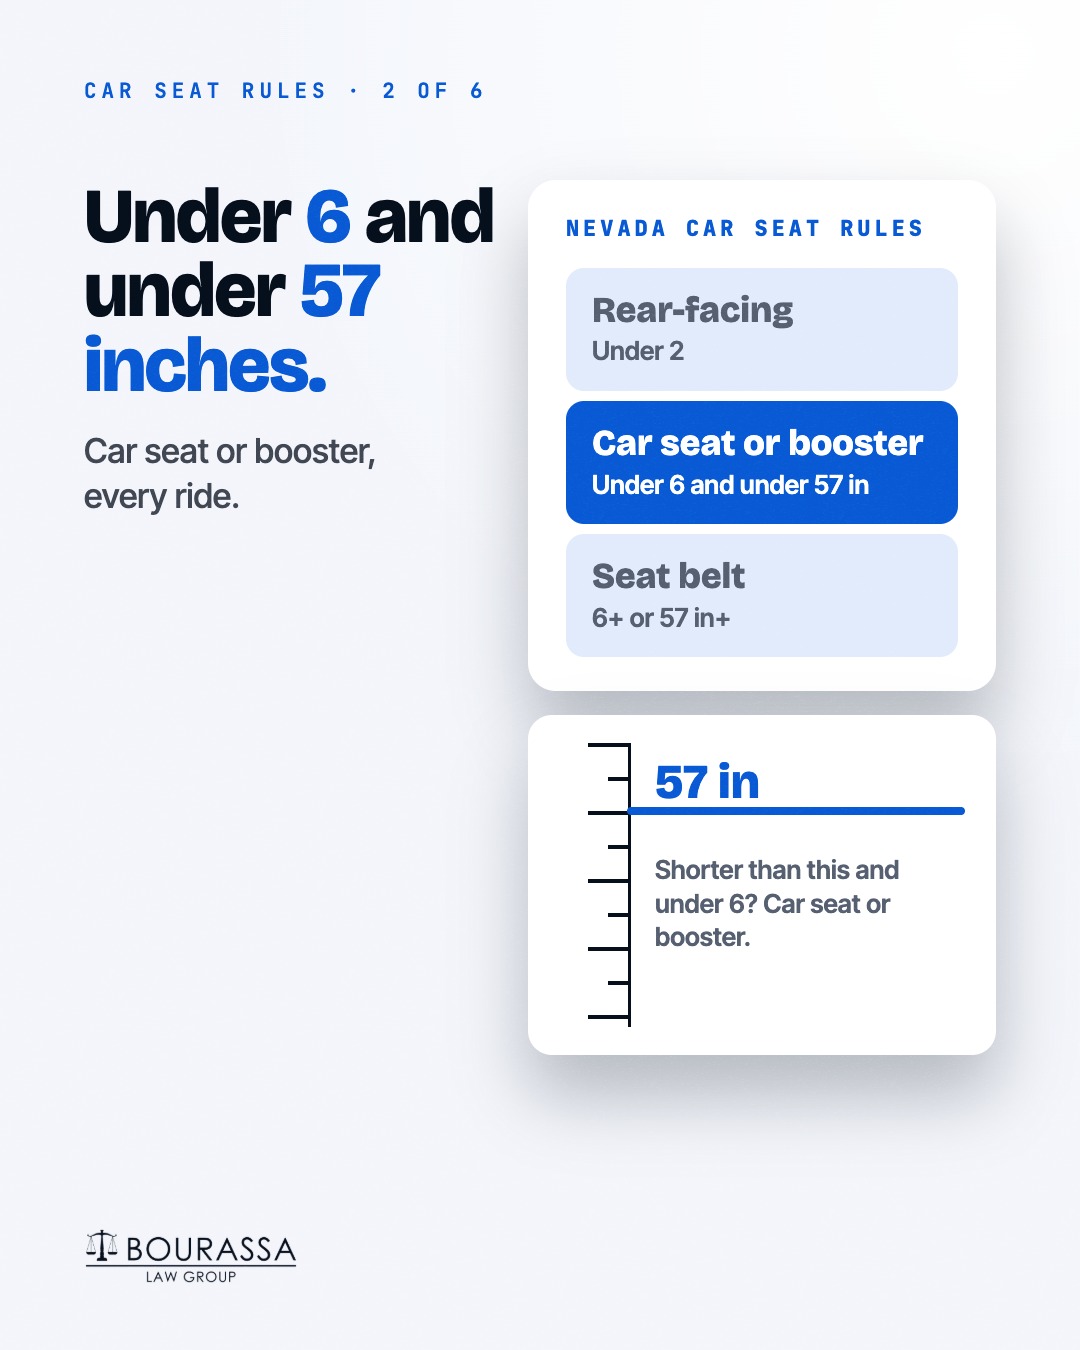 CAR SEAT RULES · 2 OF 6
Under 6 and
under 57
inches.
Car seat or booster,
every ride.
NEVADA CAR SEAT RULES
Rear-facing
Under 2
Car seat or booster
Under 6 and under 57 in
Seat belt
6+ or 57 in+
57 in
Shorter than this and
under 6? Car seat or
booster.
BOURASSA
LAW GROUP